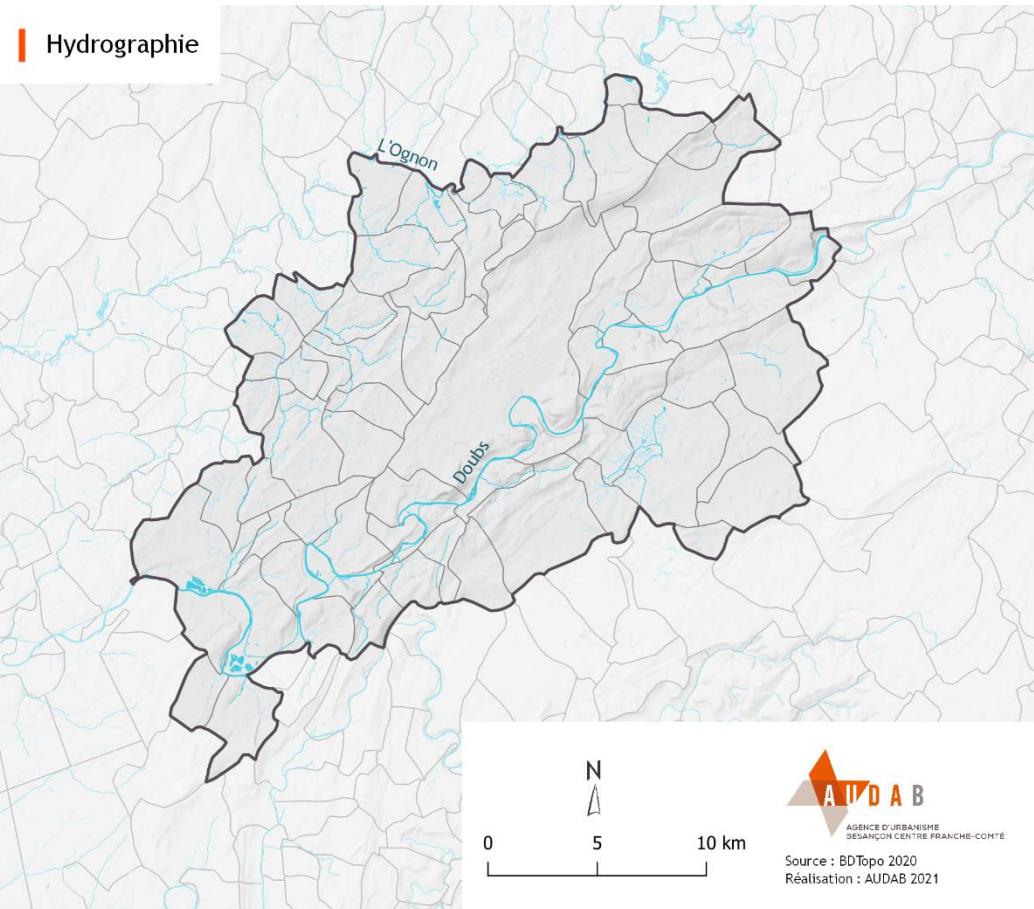 Hydrographie
L'Ognon
Doubs
N
0 5 10 km
AUDAB
AGENCE D'URBANISME
BESANÇON CENTRE FRANCHE-COMTÉ
Source : BDTopo 2020
Réalisation : AUDAB 2021